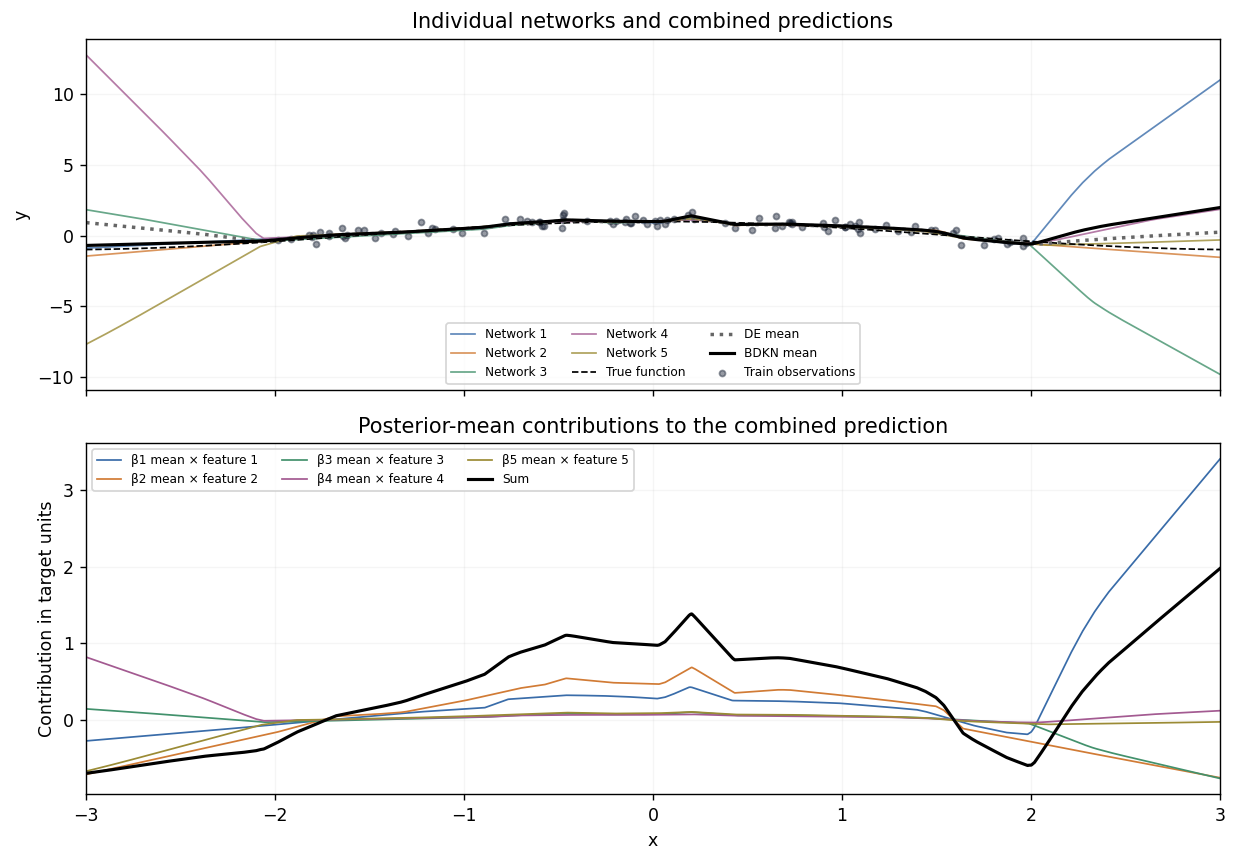 Individual networks and combined predictions
10
5
0
−5
−10
y
Network 1
Network 2
Network 3
Network 4
Network 5
True function
DE mean
BDKN mean
Train observations
Posterior-mean contributions to the combined prediction
β1 mean × feature 1
β2 mean × feature 2
β3 mean × feature 3
β4 mean × feature 4
β5 mean × feature 5
Sum
3
2
1
0
Contribution in target units
−3
−2
−1
0
1
2
3
x